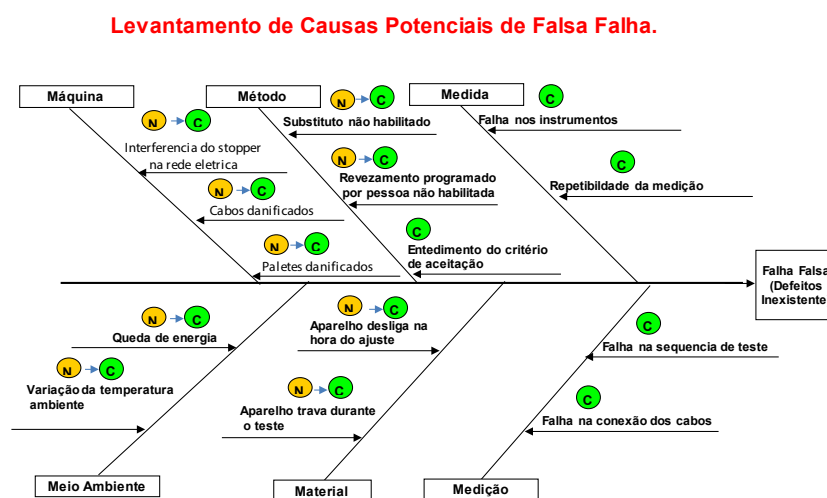 Levantamento de Causas Potenciais de Falsa Falha.
Máquina
Método
Medida
N C
Interferencia do stopper
na rede eletrica
N C
Cabos danificados
N C
Paletes danificados
N C
Substituto não habilitado
N C
Revezamento programado
por pessoa não habilitada
C
Entedimento do critério
de aceitação
C
Falha nos instrumentos
C
Repetibildade da medição
Falha Falsa
(Defeitos
Inexistente
N C
Queda de energia
N C
Variação da temperatura
ambiente
N C
Aparelho desliga na
hora do ajuste
N C
Aparelho trava durante
o teste
C
Falha na sequencia de teste
C
Falha na conexão dos cabos
Meio Ambiente
Material
Medição